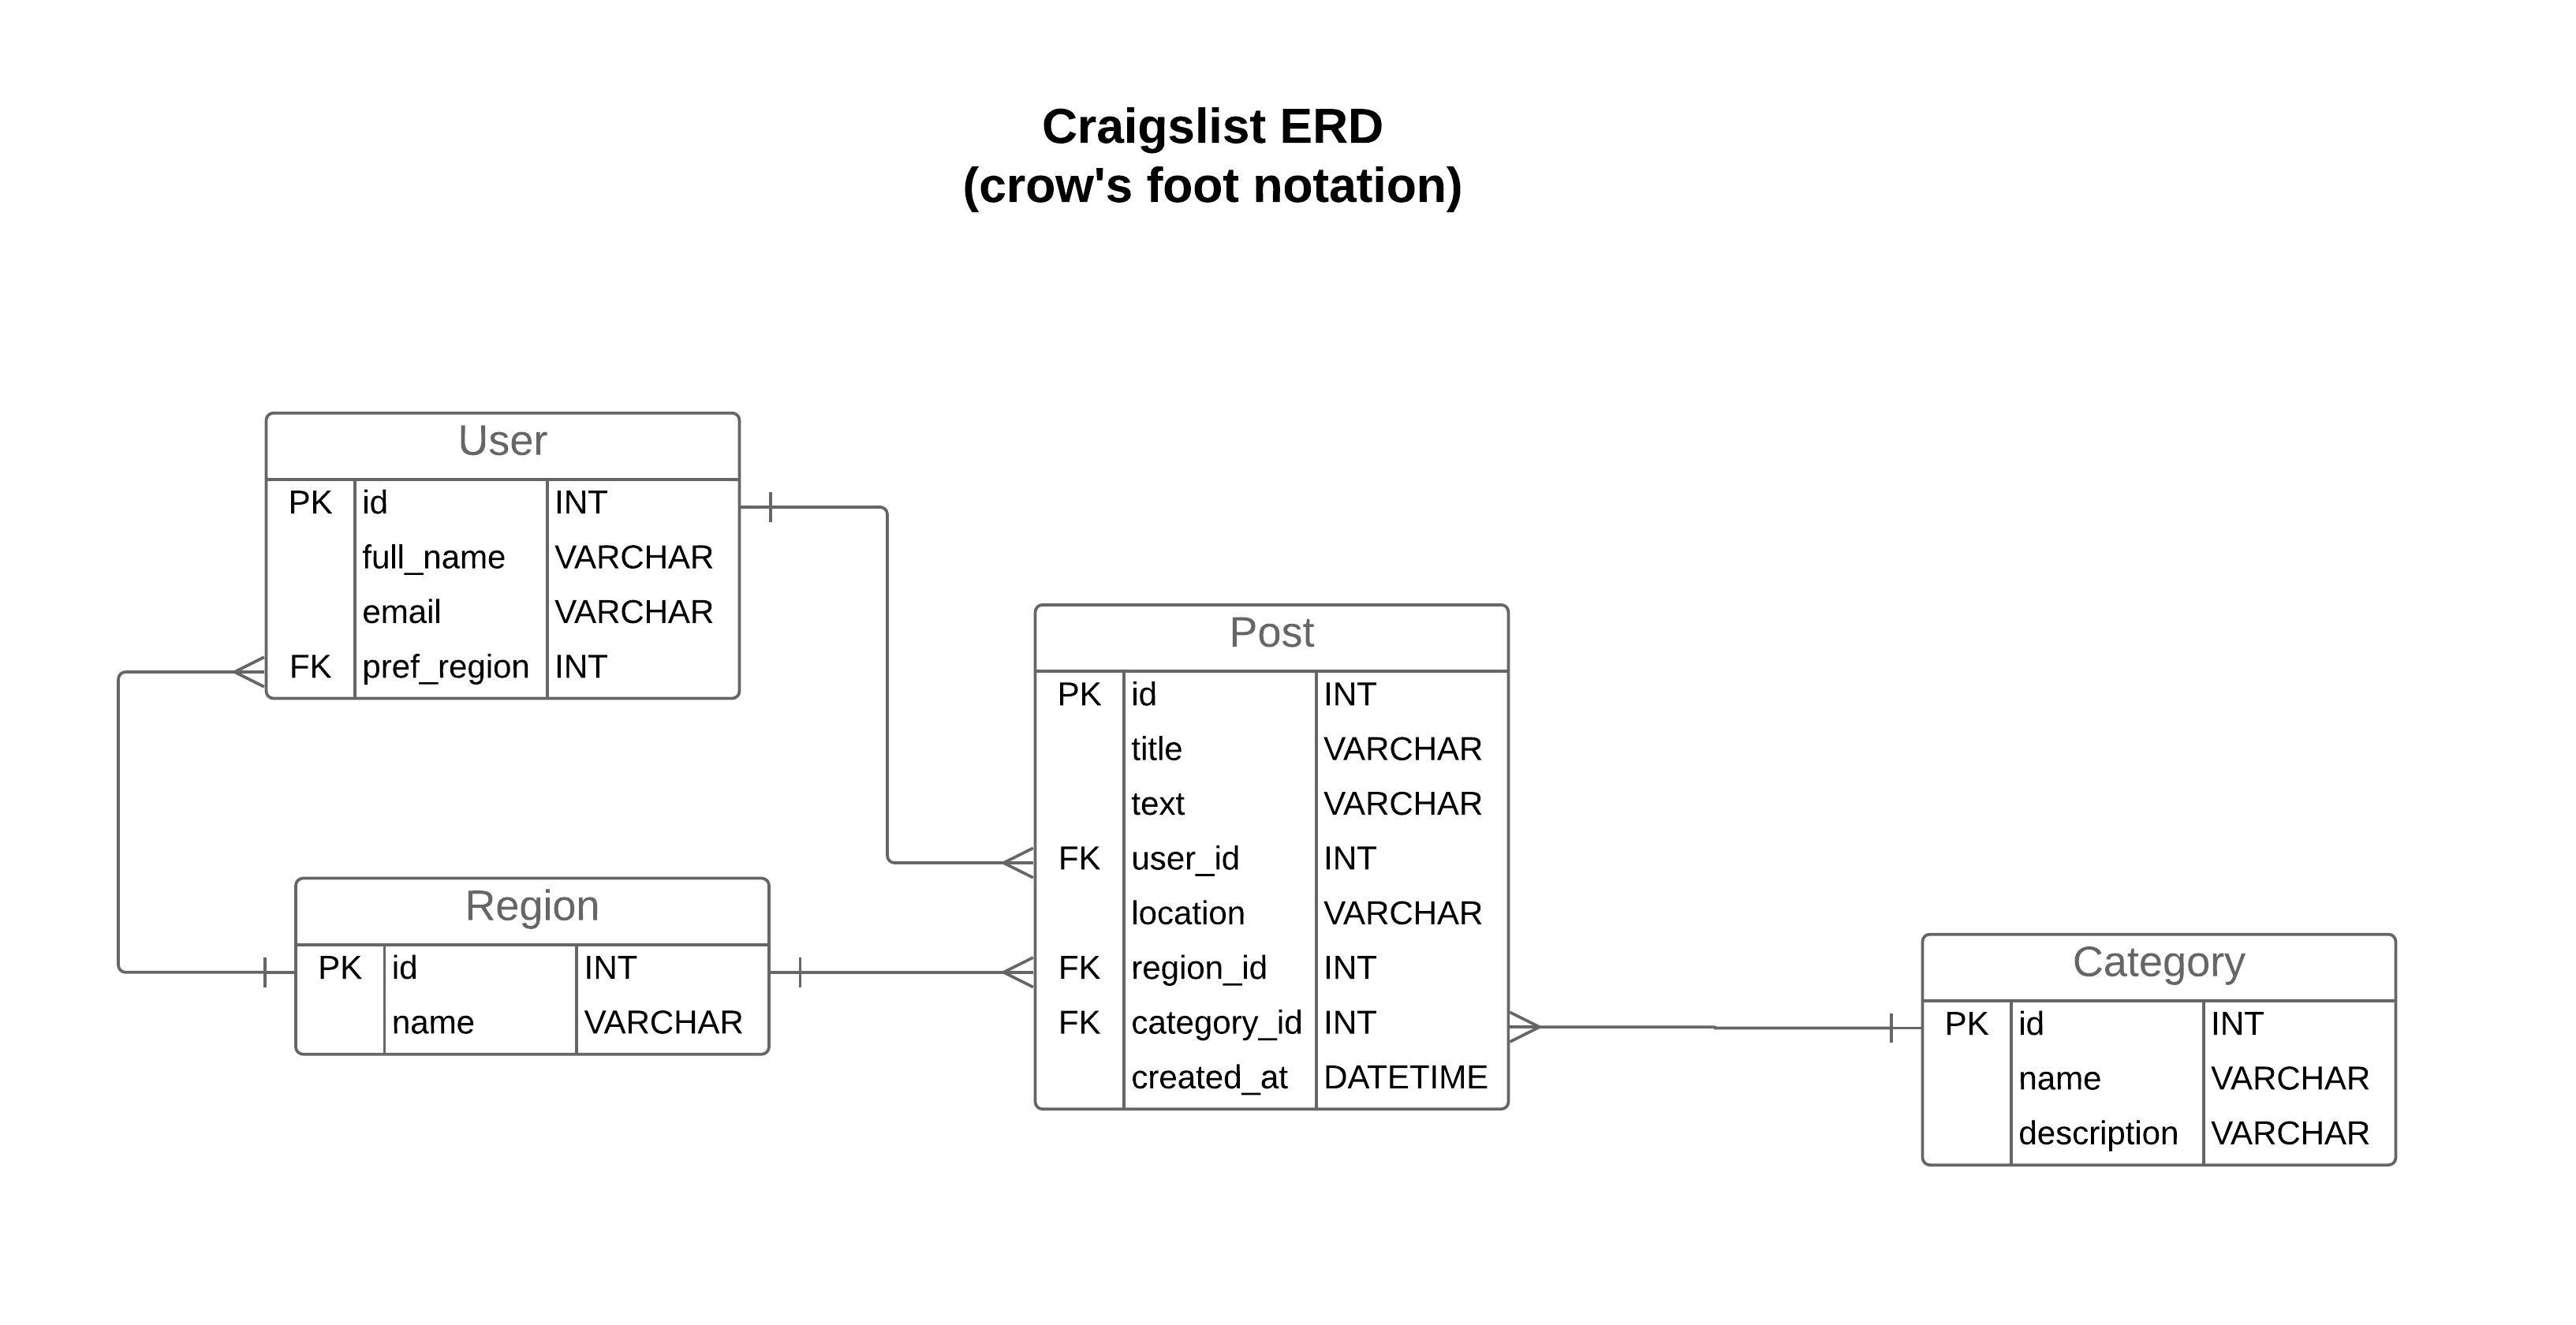 Craigslist ERD
(crow's foot notation)
User
PK id INT
full_name VARCHAR
email VARCHAR
FK pref_region INT
Post
PK id INT
title VARCHAR
text VARCHAR
FK user_id INT
location VARCHAR
FK region_id INT
FK category_id INT
created_at DATETIME
Region
PK id INT
name VARCHAR
Category
PK id INT
name VARCHAR
description VARCHAR